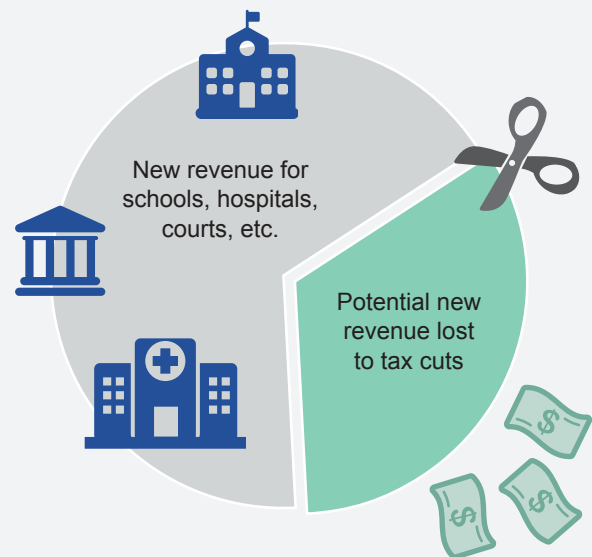 New revenue for
schools, hospitals,
courts, etc.
Potential new
revenue lost
to tax cuts
$
$
$